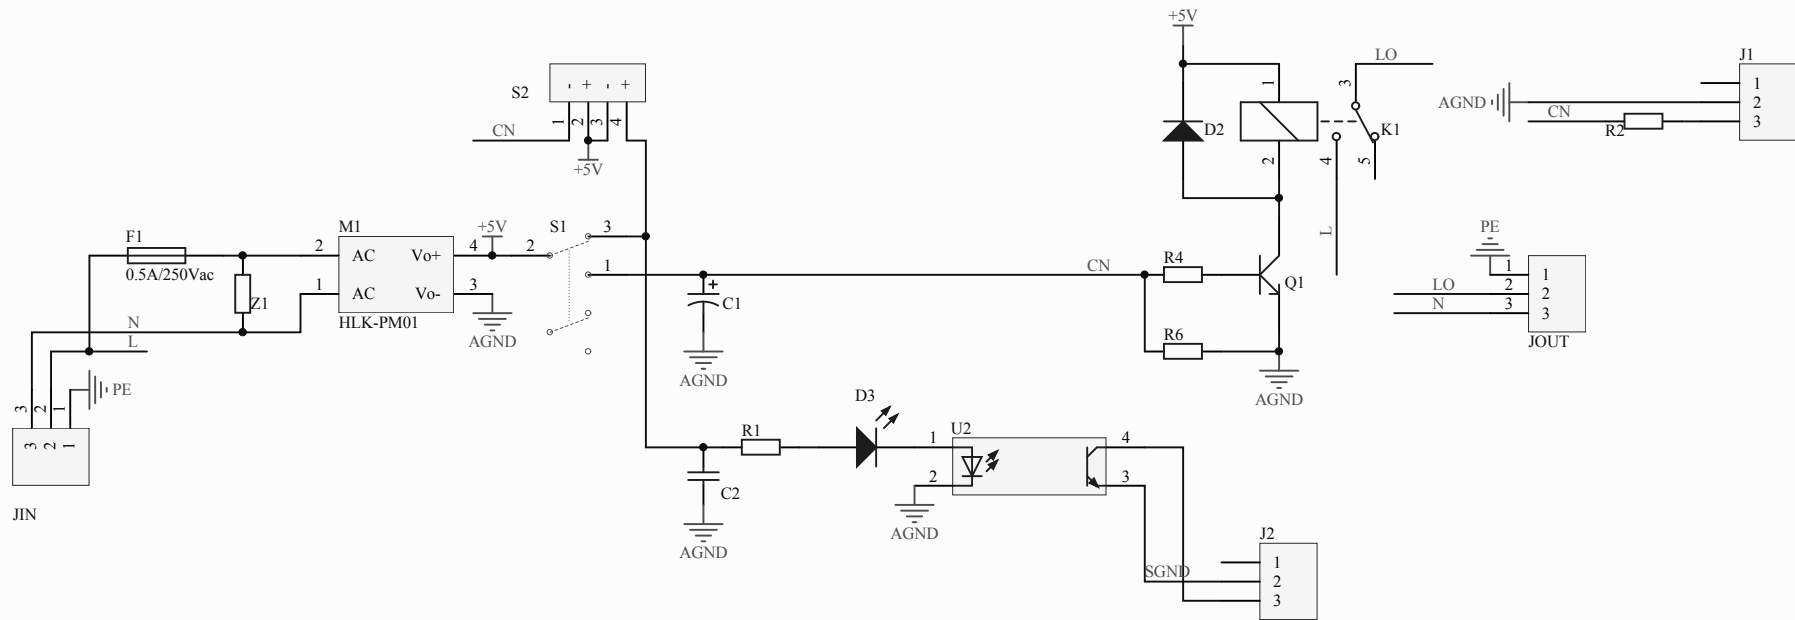 +5V
LO
J1
S2
- + - +
1
2
3
4
CN
+5V
D2
1
2
3
K1
4
5
L
AGND
CN
R2
1
2
3
F1
0.5A/250Vac
Z1
M1
2 AC Vo+ 4
1 AC Vo- 3
HLK-PM01
+5V
AGND
S1
2
3
1
CN
C1
AGND
R4
Q1
R6
AGND
PE
1 1
LO 2 2
N 3 3
JOUT
N
L
PE
3
2
1
3
2
1
JIN
D3
R1
C2
AGND
U2
1
2
4
3
AGND
J2
SGND
1
2
3